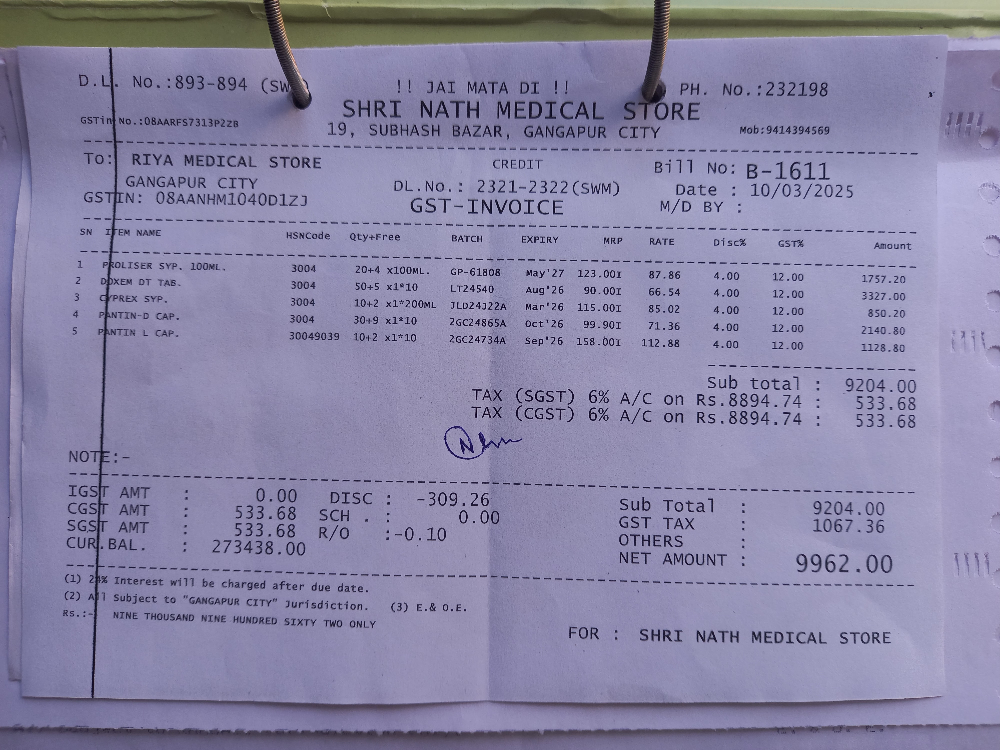 D.L. No.:893-894 (SW
!! JAI MATA DI !!
PH. No.:232198
SHRI NATH MEDICAL STORE
GSTin No.:08AARFS7313P2ZB
19, SUBHASH BAZAR, GANGAPUR CITY
Mob:9414394569
To: RIYA MEDICAL STORE
CREDIT
Bill No: B-1611
GANGAPUR CITY
DL.No.: 2321-2322(SWM)
Date : 10/03/2025
GSTIN: 08AANHM1040D1ZJ
GST-INVOICE
M/D BY :
SN ITEM NAME HSNCode Qty+Free BATCH EXPIRY MRP RATE Disc% GST% Amount
1 PROLISER SYP. 100ML. 3004 20+4 x100ML. GP-61808 May'27 123.00I 87.86 4.00 12.00 1757.20
2 DOXEM DT TAB. 3004 50+5 x1*10 LT24540 Aug'26 90.00I 66.54 4.00 12.00 3327.00
3 CYPREX SYP. 3004 10+2 x1*200ML JLD24J22A Mar'26 115.00I 85.02 4.00 12.00 850.20
4 PANTIN-D CAP. 3004 30+9 x1*10 2GC24865A Oct'26 99.90I 71.36 4.00 12.00 2140.80
5 PANTIN L CAP. 30049039 10+2 x1*10 2GC24734A Sep'26 158.00I 112.88 4.00 12.00 1128.80
Sub total : 9204.00
TAX (SGST) 6% A/C on Rs.8894.74 : 533.68
TAX (CGST) 6% A/C on Rs.8894.74 : 533.68
NOTE:-
IGST AMT : 0.00 DISC : -309.26 Sub Total : 9204.00
CGST AMT : 533.68 SCH . : 0.00 GST TAX : 1067.36
SGST AMT : 533.68 R/O :-0.10 OTHERS :
CUR.BAL. : 273438.00 NET AMOUNT : 9962.00
(1) 24% Interest will be charged after due date.
(2) All Subject to "GANGAPUR CITY" Jurisdiction. (3) E.& O.E.
Rs.:- NINE THOUSAND NINE HUNDRED SIXTY TWO ONLY
FOR : SHRI NATH MEDICAL STORE